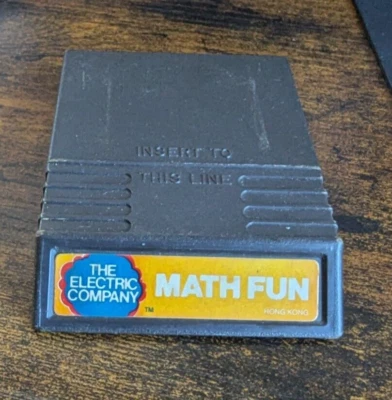 INSERT TO
THIS LINE
THE
ELECTRIC
COMPANY
TM
MATH FUN
HONG KONG